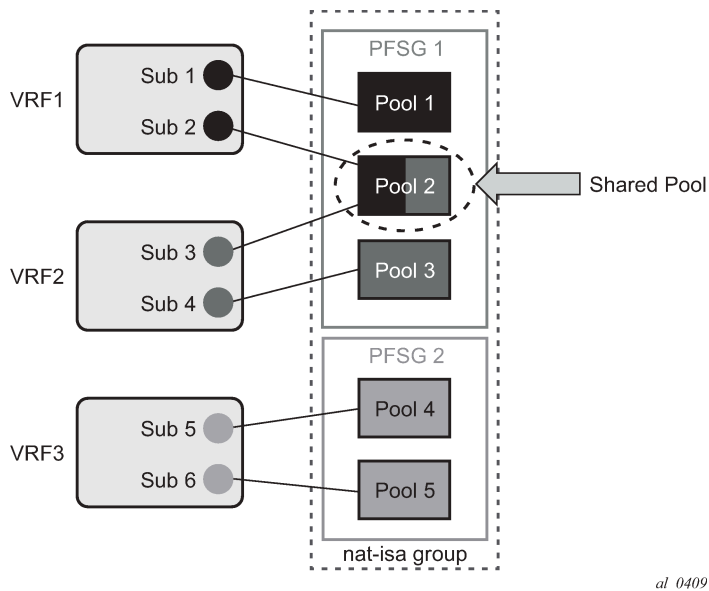 PFSG 1
Sub 1
Pool 1
VRF1
Sub 2
Pool 2
Shared Pool
Sub 3
VRF2
Pool 3
Sub 4
PFSG 2
Sub 5
Pool 4
VRF3
Sub 6
Pool 5
nat-isa group
al_0409